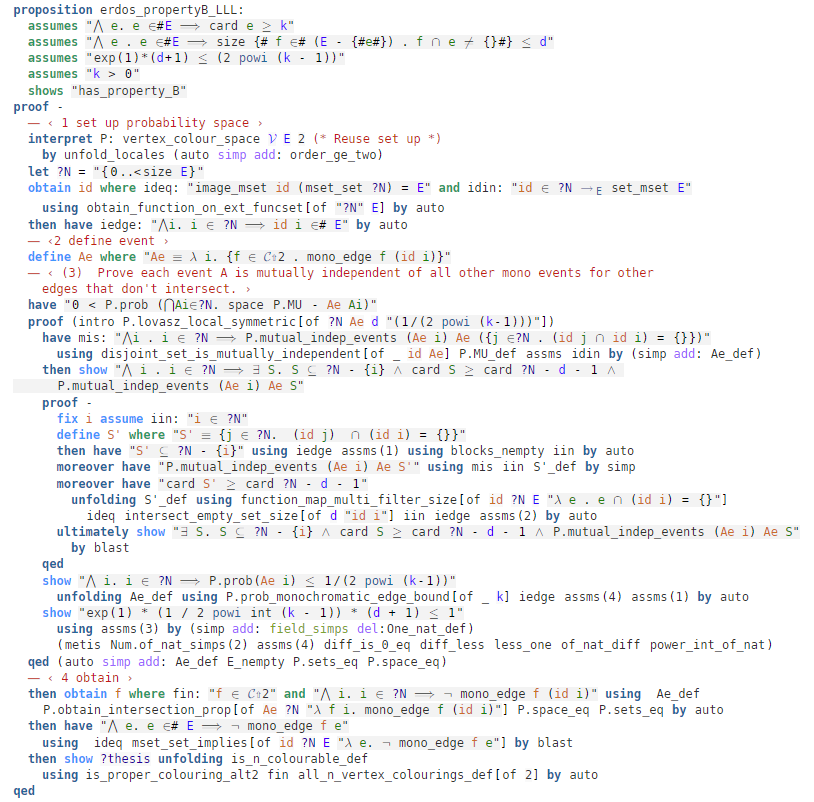 proposition erdos_propertyB_LLL:
assumes "⋀ e. e ∈#E ⟹ card e ≥ k"
assumes "⋀ e . e ∈#E ⟹ size {# f ∈# (E - {#e#}) . f ∩ e ≠ {}#} ≤ d"
assumes "exp(1)*(d+1) ≤ (2 powi (k - 1))"
assumes "k > 0"
shows "has_property_B"
proof -
— ‹ 1 set up probability space ›
interpret P: vertex_colour_space 𝒱 E 2 (* Reuse set up *)
by unfold_locales (auto simp add: order_ge_two)
let ?N = "{0..<size E}"
obtain id where ideq: "image_mset id (mset_set ?N) = E" and idin: "id ∈ ?N →_E set_mset E"
using obtain_function_on_ext_funcset[of "?N" E] by auto
then have iedge: "⋀i. i ∈ ?N ⟹ id i ∈# E" by auto
— ‹2 define event ›
define Ae where "Ae ≡ λ i. {f ∈ 𝒞⇧2 . mono_edge f (id i)}"
— ‹ (3)  Prove each event A is mutually independent of all other mono events for other
edges that don't intersect. ›
have "0 < P.prob (⋂Ai∈?N. space P.MU - Ae Ai)"
proof (intro P.lovasz_local_symmetric[of ?N Ae d "(1/(2 powi (k-1)))"])
have mis: "⋀i . i ∈ ?N ⟹ P.mutual_indep_events (Ae i) Ae ({j ∈?N . (id j ∩ id i) = {}})"
using disjoint_set_is_mutually_independent[of _ id Ae] P.MU_def assms idin by (simp add: Ae_def)
then show "⋀ i . i ∈ ?N ⟹ ∃ S. S ⊆ ?N - {i} ∧ card S ≥ card ?N - d - 1 ∧
P.mutual_indep_events (Ae i) Ae S"
proof -
fix i assume iin: "i ∈ ?N"
define S' where "S' ≡ {j ∈ ?N.  (id j)  ∩ (id i) = {}}"
then have "S' ⊆ ?N - {i}" using iedge assms(1) using blocks_nempty iin by auto
moreover have "P.mutual_indep_events (Ae i) Ae S'" using mis iin S'_def by simp
moreover have "card S' ≥ card ?N - d - 1"
unfolding S'_def using function_map_multi_filter_size[of id ?N E "λ e . e ∩ (id i) = {}"]
ideq intersect_empty_set_size[of d "id i"] iin iedge assms(2) by auto
ultimately show "∃ S. S ⊆ ?N - {i} ∧ card S ≥ card ?N - d - 1 ∧ P.mutual_indep_events (Ae i) Ae S"
by blast
qed
show "⋀ i. i ∈ ?N ⟹ P.prob(Ae i) ≤ 1/(2 powi (k-1))"
unfolding Ae_def using P.prob_monochromatic_edge_bound[of _ k] iedge assms(4) assms(1) by auto
show "exp(1) * (1 / 2 powi int (k - 1)) * (d + 1) ≤ 1"
using assms(3) by (simp add: field_simps del:One_nat_def)
(metis Num.of_nat_simps(2) assms(4) diff_is_0_eq diff_less less_one of_nat_diff power_int_of_nat)
qed (auto simp add: Ae_def E_nempty P.sets_eq P.space_eq)
— ‹ 4 obtain ›
then obtain f where fin: "f ∈ 𝒞⇧2" and "⋀ i. i ∈ ?N ⟹ ¬ mono_edge f (id i)" using  Ae_def
P.obtain_intersection_prop[of Ae ?N "λ f i. mono_edge f (id i)"] P.space_eq P.sets_eq by auto
then have "⋀ e. e ∈# E ⟹ ¬ mono_edge f e"
using  ideq mset_set_implies[of id ?N E "λ e. ¬ mono_edge f e"] by blast
then show ?thesis unfolding is_n_colourable_def
using is_proper_colouring_alt2 fin all_n_vertex_colourings_def[of 2] by auto
qed